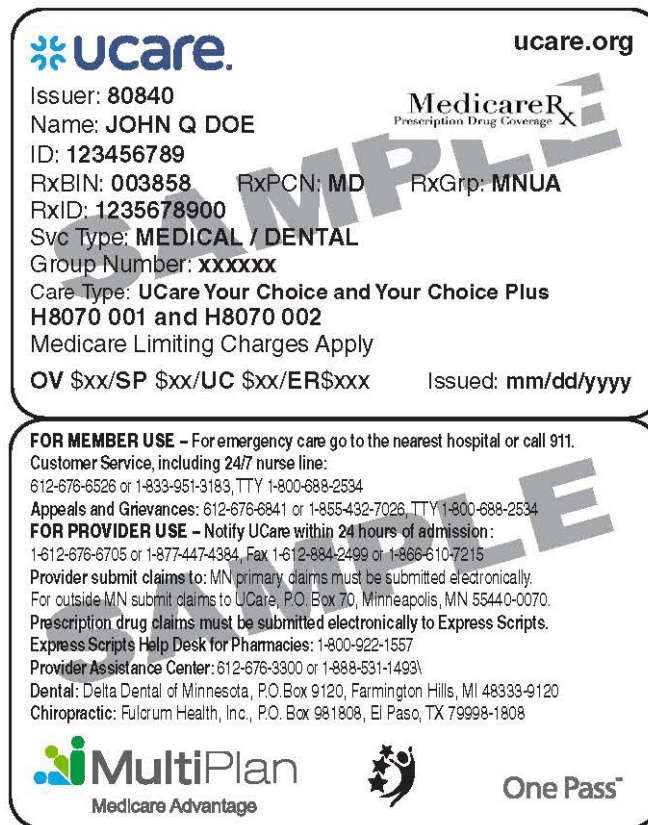 ucare.
ucare.org
Issuer: 80840
MedicareRx
Prescription Drug Coverage
Name: JOHN Q DOE
ID: 123456789
RxBIN: 003858 RxPCN: MD RxGrp: MNUA
RxID: 1235678900
Svc Type: MEDICAL / DENTAL
Group Number: xxxxxx
Care Type: UCare Your Choice and Your Choice Plus
H8070 001 and H8070 002
Medicare Limiting Charges Apply
OV $xx/SP $xx/UC $xx/ER$xxx Issued: mm/dd/yyyy
SAMPLE
FOR MEMBER USE – For emergency care go to the nearest hospital or call 911.
Customer Service, including 24/7 nurse line:
612-676-6526 or 1-833-951-3183, TTY 1-800-688-2534
Appeals and Grievances: 612-676-6841 or 1-855-432-7026, TTY 1-800-688-2534
FOR PROVIDER USE – Notify UCare within 24 hours of admission:
1-612-676-6705 or 1-877-447-4384, Fax 1-612-884-2499 or 1-866-610-7215
Provider submit claims to: MN primary claims must be submitted electronically.
For outside MN submit claims to UCare, P.O. Box 70, Minneapolis, MN 55440-0070.
Prescription drug claims must be submitted electronically to Express Scripts.
Express Scripts Help Desk for Pharmacies: 1-800-922-1557
Provider Assistance Center: 612-676-3300 or 1-888-531-1493\
Dental: Delta Dental of Minnesota, P.O.Box 9120, Farmington Hills, MI 48333-9120
Chiropractic: Fulcrum Health, Inc., P.O. Box 981808, El Paso, TX 79998-1808
SAMPLE
MultiPlan
Medicare Advantage
One Pass™